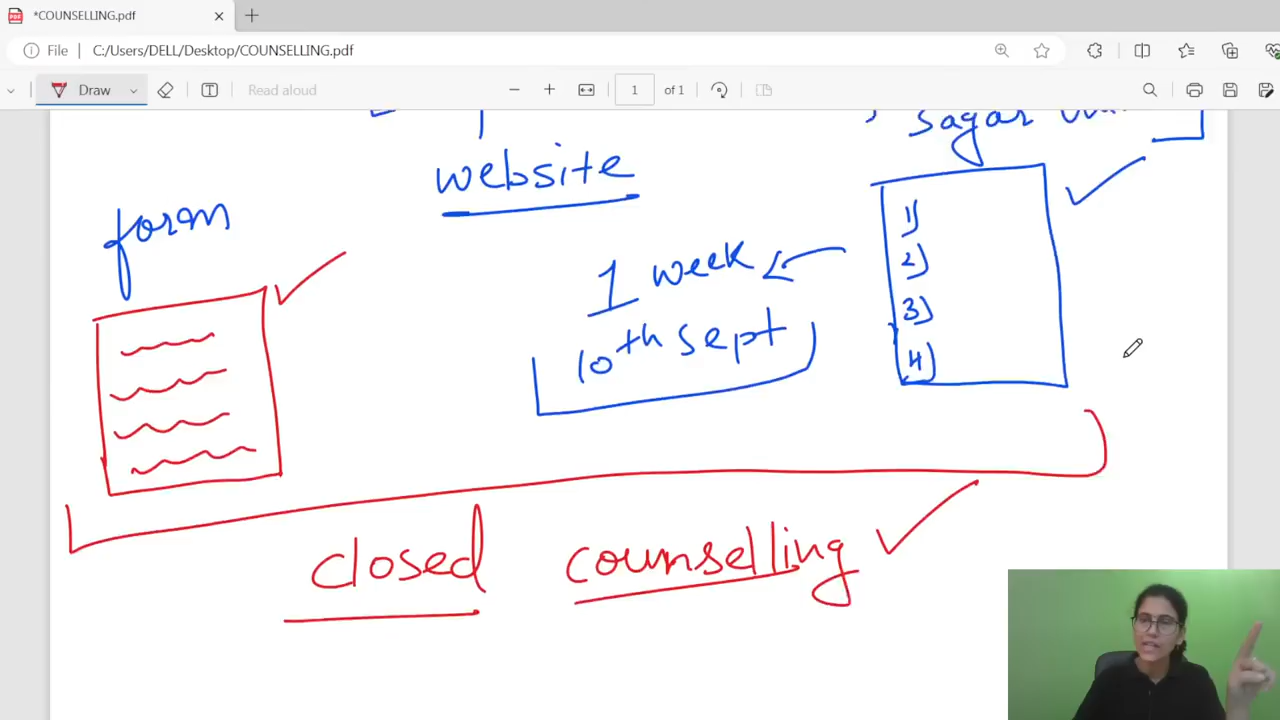 *COUNSELLING.pdf
File C:/Users/DELL/Desktop/COUNSELLING.pdf
Draw Read aloud 1 of 1
sagar
website
form
1)
2)
3)
4)
1 week
10th sept
closed counselling